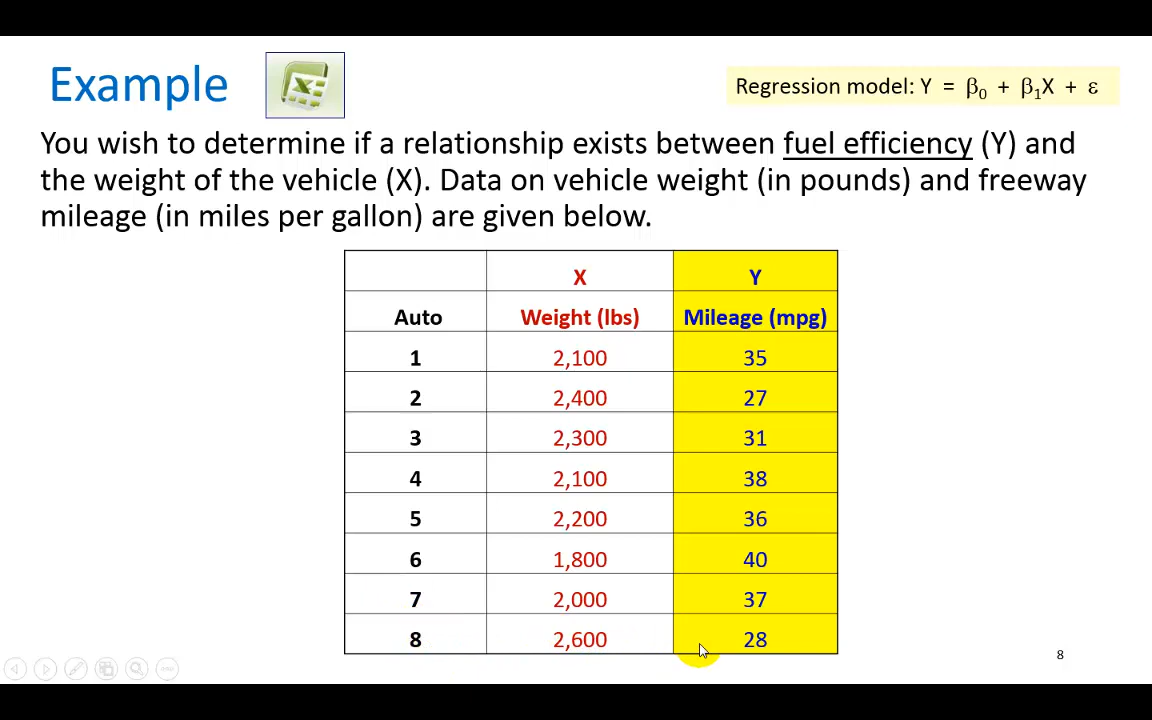 Example
Regression model: Y = β0 + β1X + ε
You wish to determine if a relationship exists between fuel efficiency (Y) and
the weight of the vehicle (X). Data on vehicle weight (in pounds) and freeway
mileage (in miles per gallon) are given below.
X Y
Auto Weight (lbs) Mileage (mpg)
1 2,100 35
2 2,400 27
3 2,300 31
4 2,100 38
5 2,200 36
6 1,800 40
7 2,000 37
8 2,600 28
8